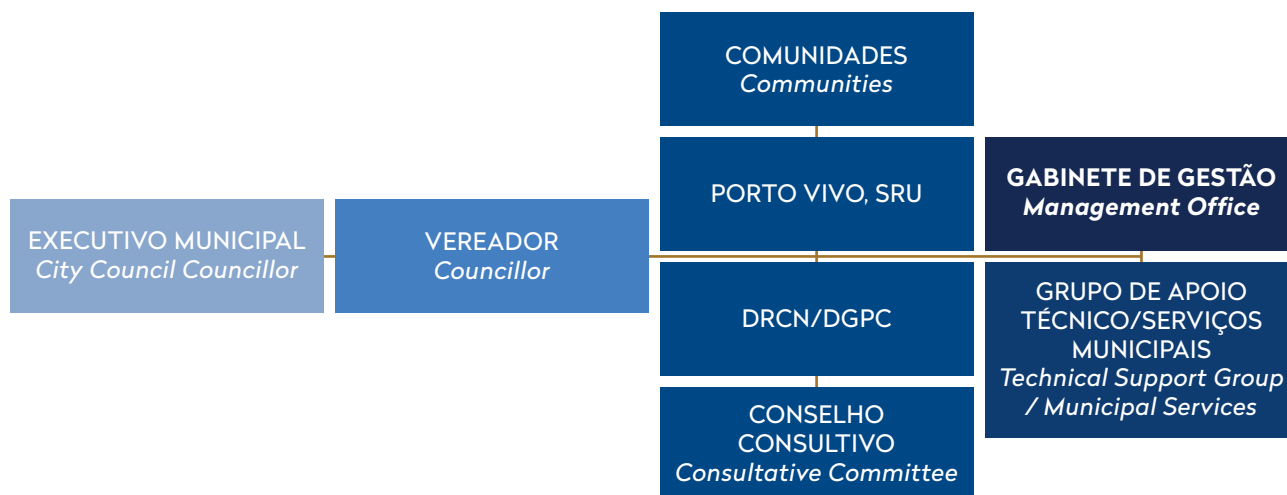 EXECUTIVO MUNICIPAL
City Council Councillor
VEREADOR
Councillor
COMUNIDADES
Communities
PORTO VIVO, SRU
DRCN/DGPC
CONSELHO
CONSULTIVO
Consultative Committee
GABINETE DE GESTÃO
Management Office
GRUPO DE APOIO
TÉCNICO/SERVIÇOS
MUNICIPAIS
Technical Support Group
/ Municipal Services